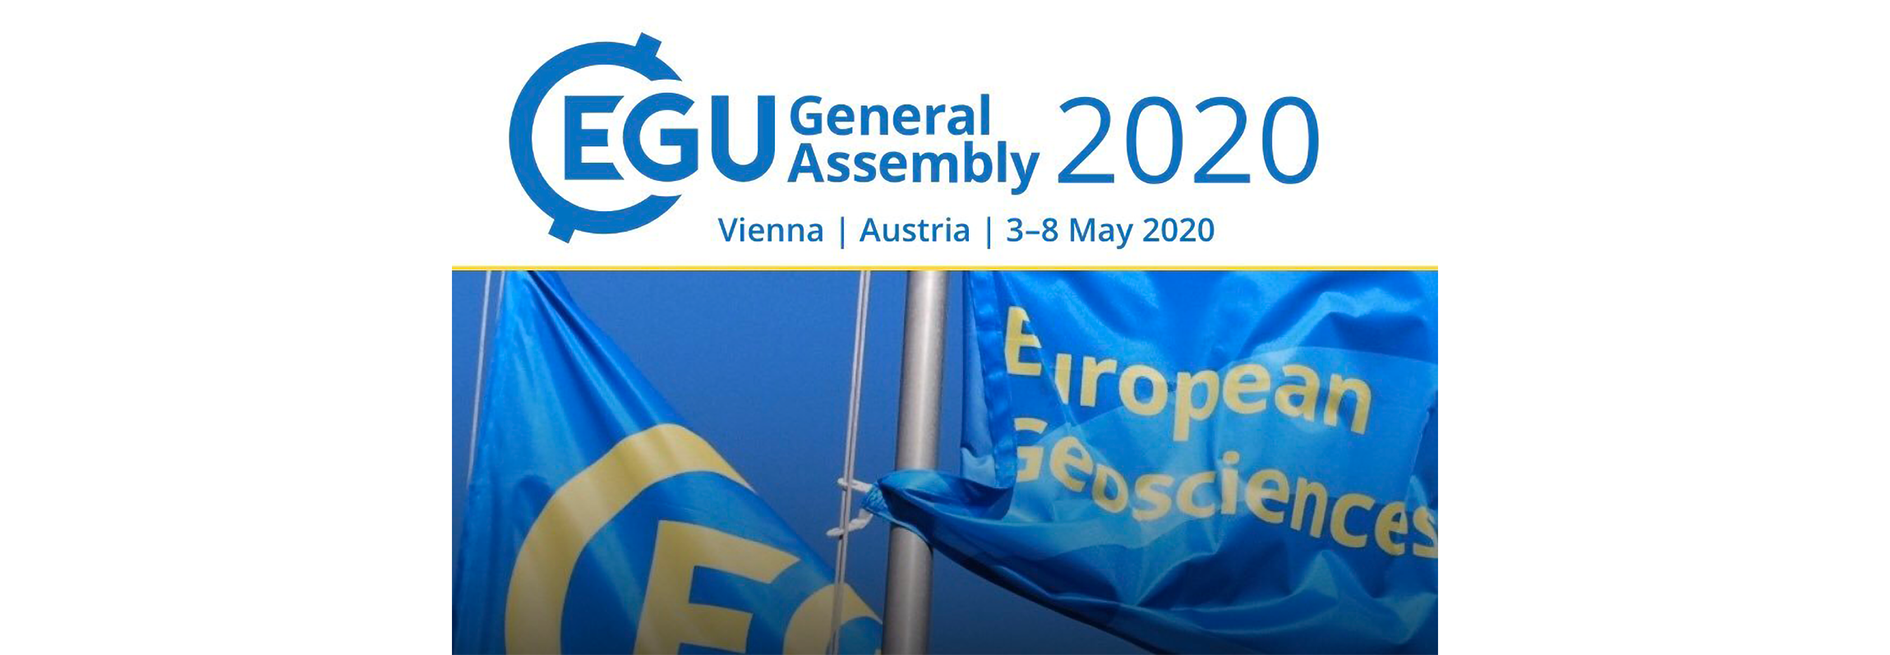 EGU General Assembly 2020
Vienna | Austria | 3–8 May 2020
European
Geosciences
E